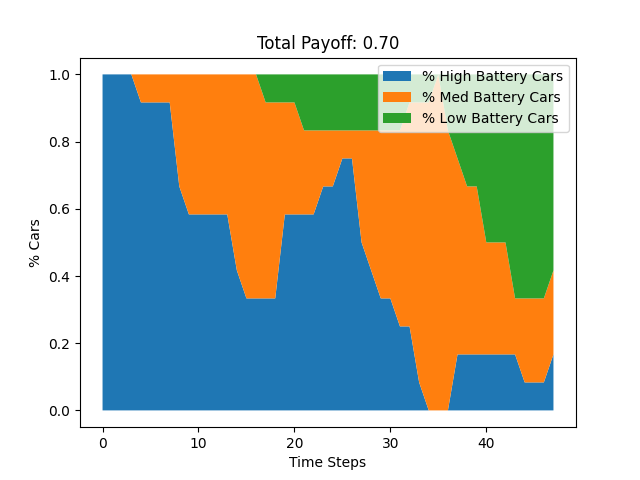 Total Payoff: 0.70
% High Battery Cars
% Med Battery Cars
% Low Battery Cars
1.0
0.8
0.6
0.4
0.2
0.0
% Cars
0 10 20 30 40
Time Steps